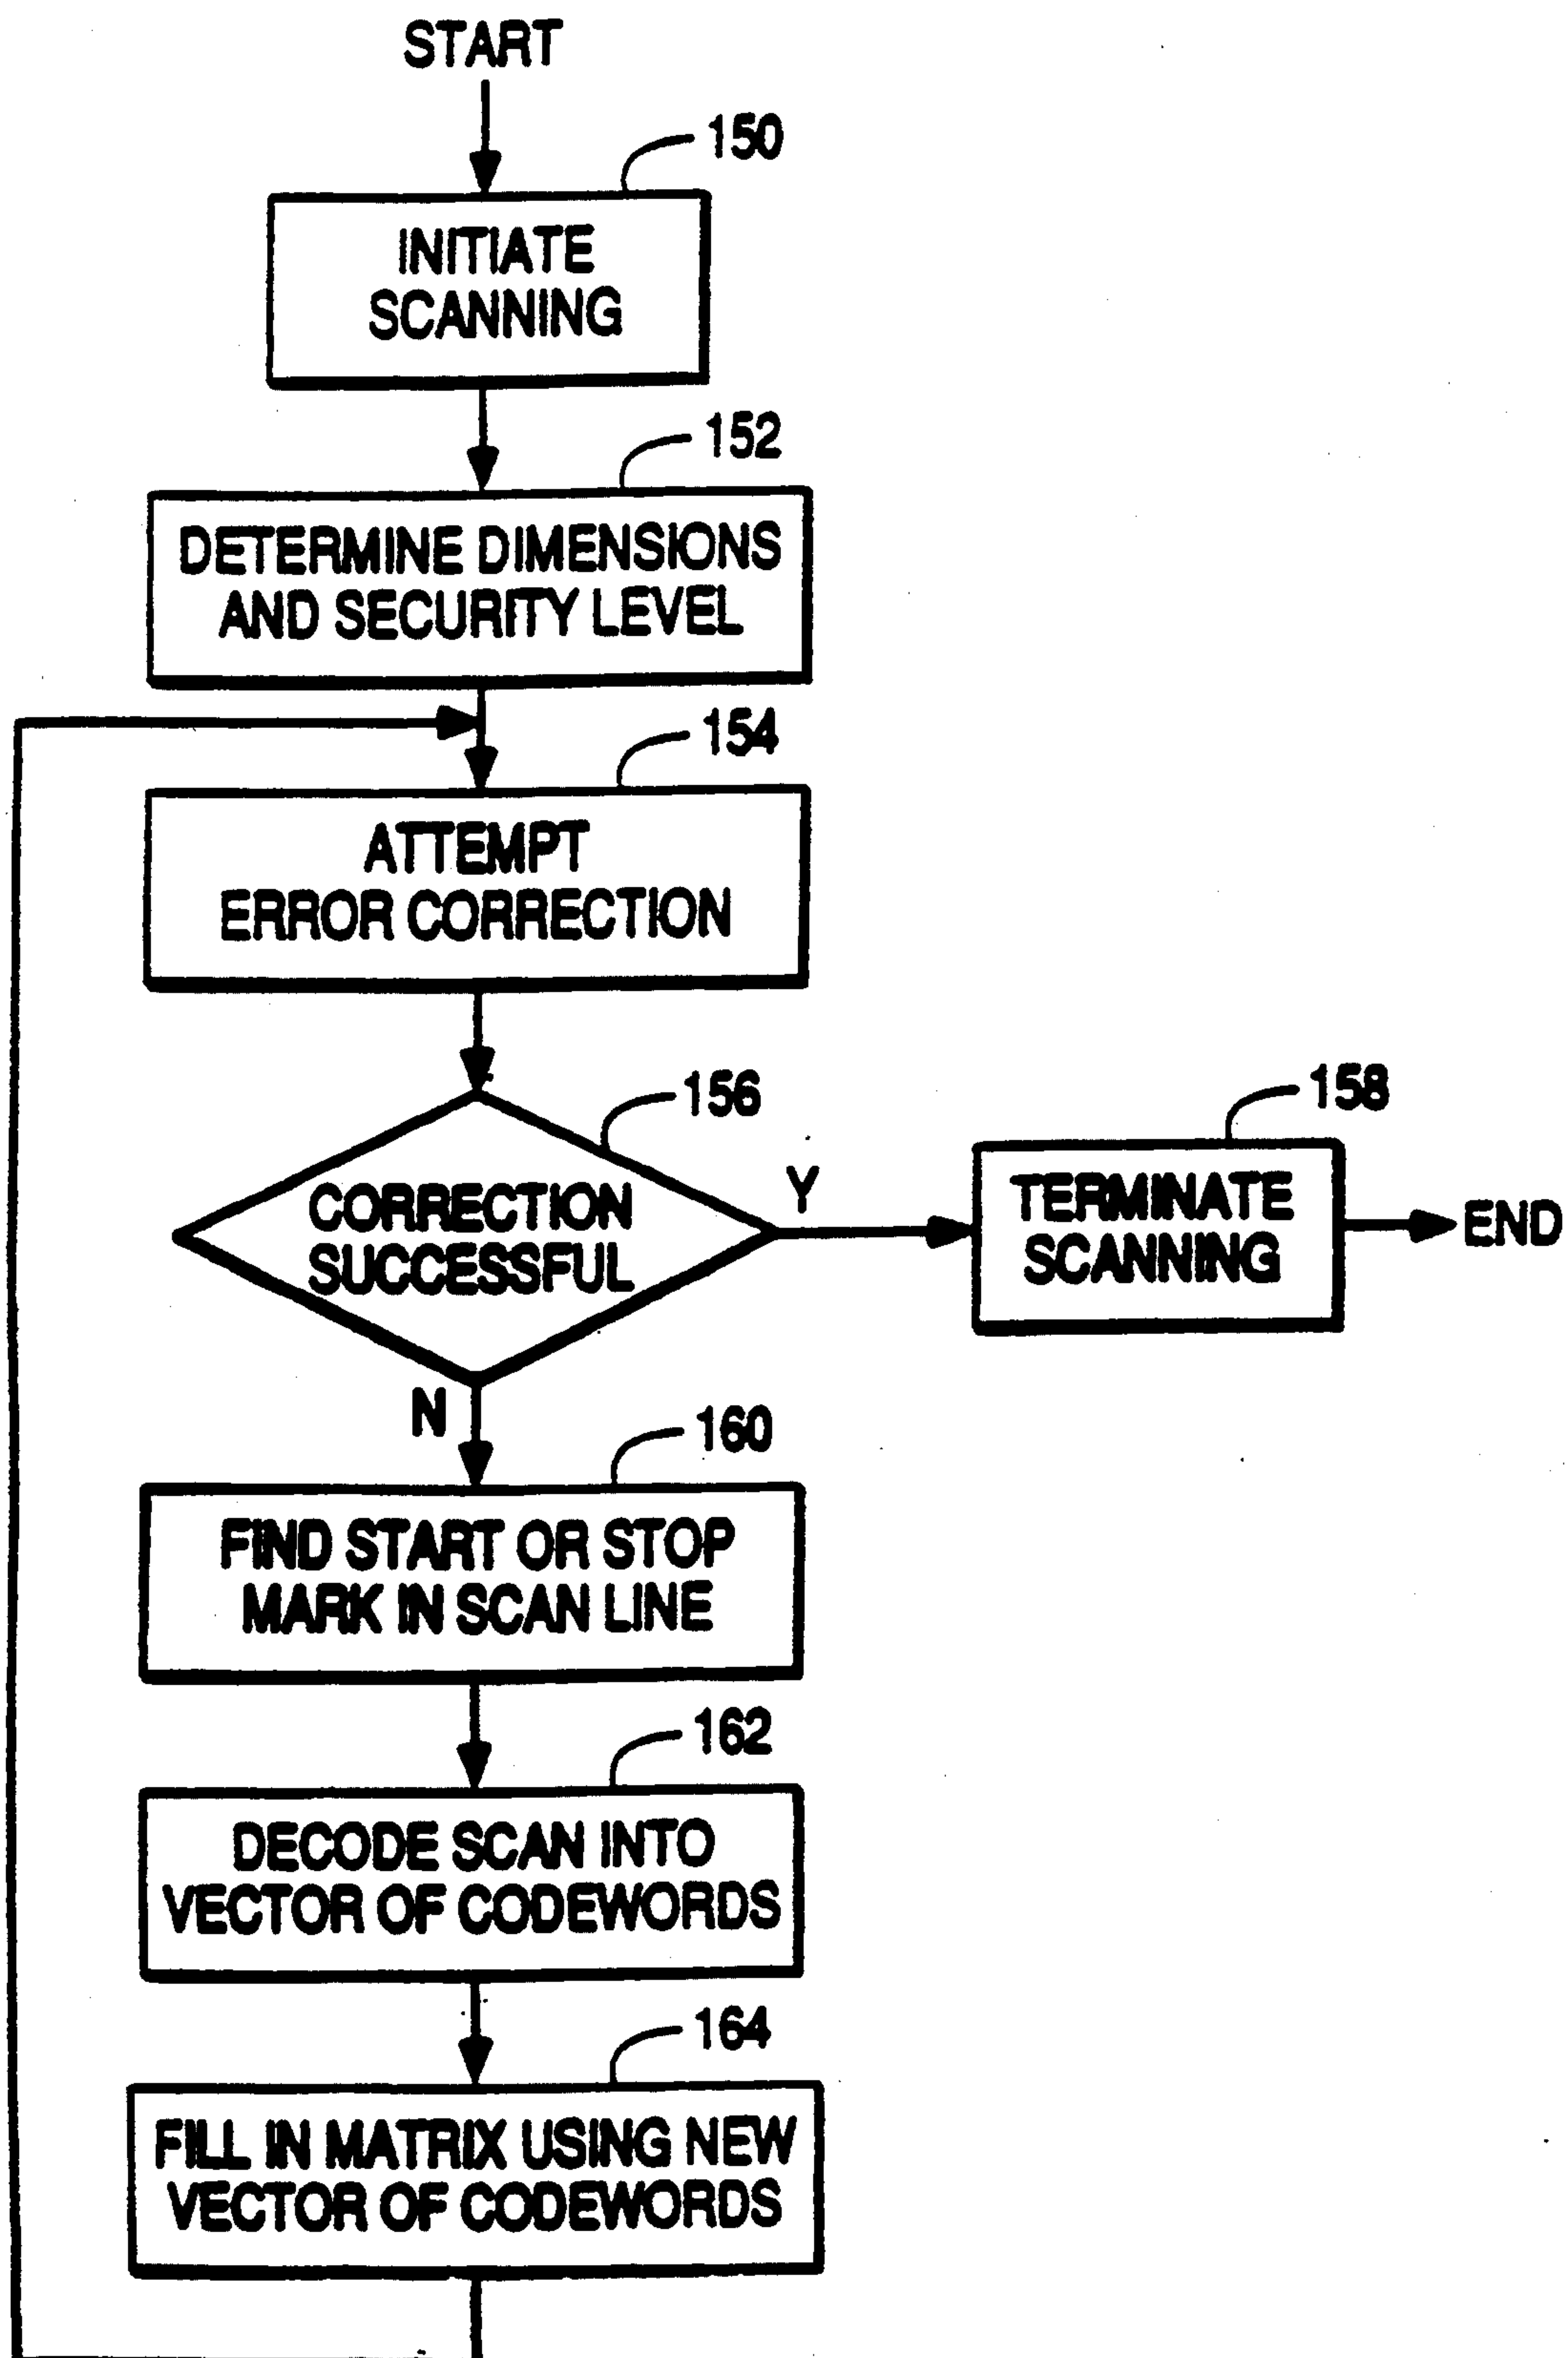 START
150
INITIATE
SCANNING
152
DETERMINE DIMENSIONS
AND SECURITY LEVEL
154
ATTEMPT
ERROR CORRECTION
156
158
CORRECTION
SUCCESSFUL
Y
TERMINATE
SCANNING
END
N
160
FIND START OR STOP
MARK IN SCAN LINE
162
DECODE SCAN INTO
VECTOR OF CODEWORDS
164
FILL IN MATRIX USING NEW
VECTOR OF CODEWORDS